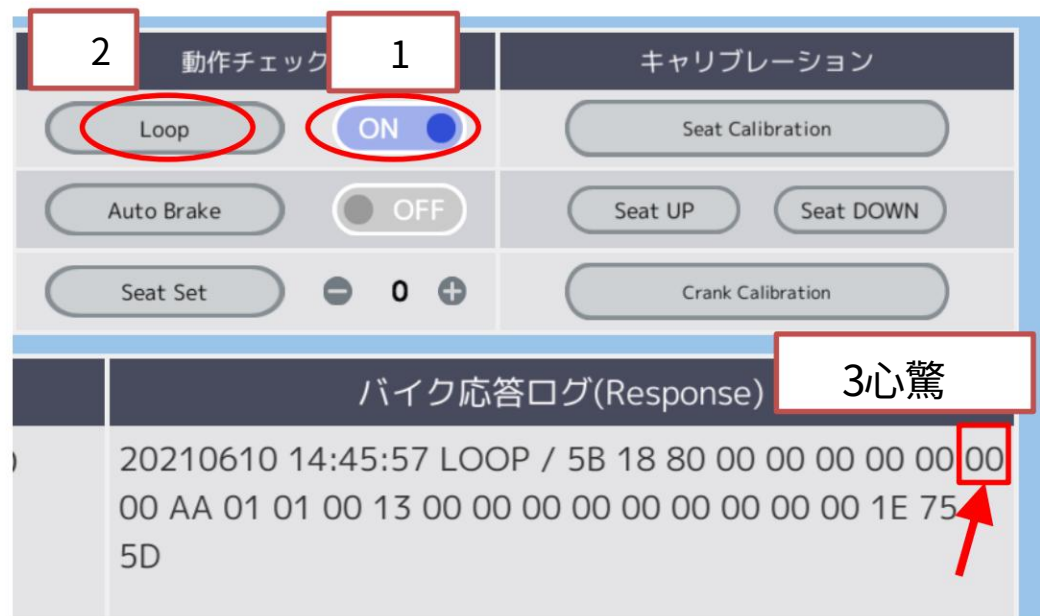 2
動作チェック
1
キャリブレーション
Loop
ON
Seat Calibration
Auto Brake
OFF
Seat UP
Seat DOWN
Seat Set
0
Crank Calibration
3心驚
バイク応答ログ(Response)
)
20210610 14:45:57 LOOP / 5B 18 80 00 00 00 00 00 00
00 AA 01 01 00 13 00 00 00 00 00 00 00 00 00 1E 75
5D